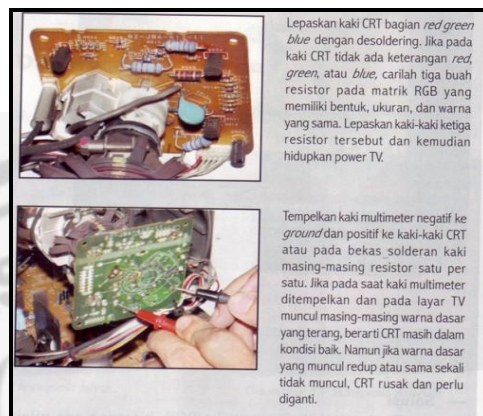 Lepaskan kaki CRT bagian red green
blue dengan desoldering. Jika pada
kaki CRT tidak ada keterangan red,
green, atau blue, carilah tiga buah
resistor pada matrik RGB yang
memiliki bentuk, ukuran, dan warna
yang sama. Lepaskan kaki-kaki ketiga
resistor tersebut dan kemudian
hidupkan power TV.
Tempelkan kaki multimeter negatif ke
ground dan positif ke kaki-kaki CRT
atau pada bekas solderan kaki
masing-masing resistor satu per
satu. Jika pada saat kaki multimeter
ditempelkan dan pada layar TV
muncul masing-masing warna dasar
yang terang, berarti CRT masih dalam
kondisi baik. Namun jika warna dasar
yang muncul redup atau sama sekali
tidak muncul, CRT rusak dan perlu
diganti.